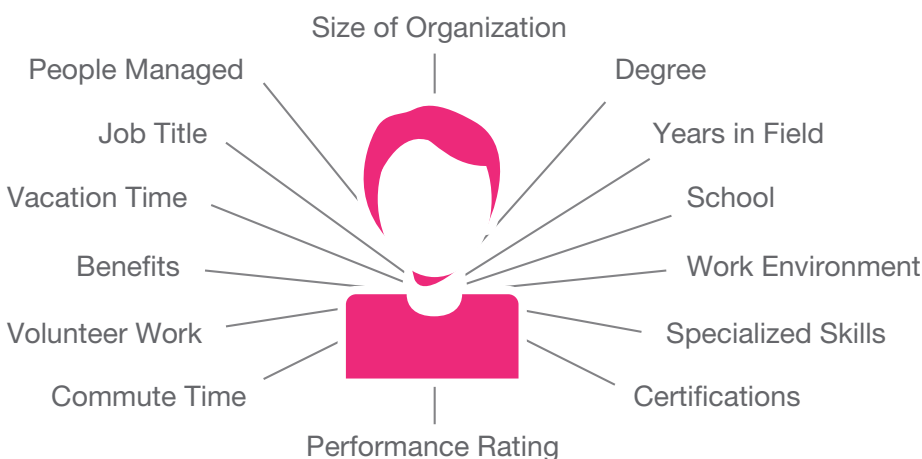 Size of Organization
People Managed
Degree
Job Title
Years in Field
Vacation Time
School
Benefits
Work Environment
Volunteer Work
Specialized Skills
Commute Time
Certifications
Performance Rating